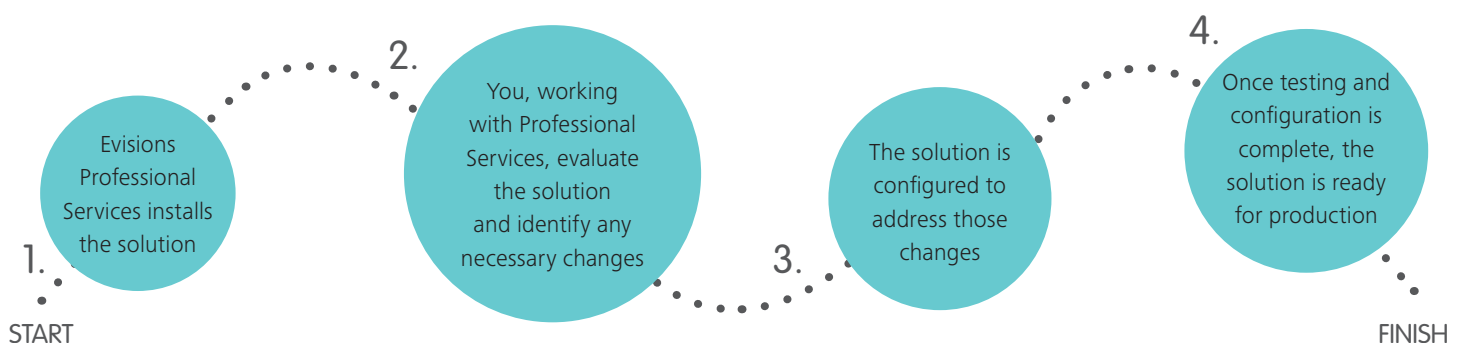 START
1.
Evisions
Professional
Services installs
the solution
2.
You, working
with Professional
Services, evaluate
the solution
and identify any
necessary changes
3.
The solution is
configured to
address those
changes
4.
Once testing and
configuration is
complete, the
solution is ready
for production
FINISH